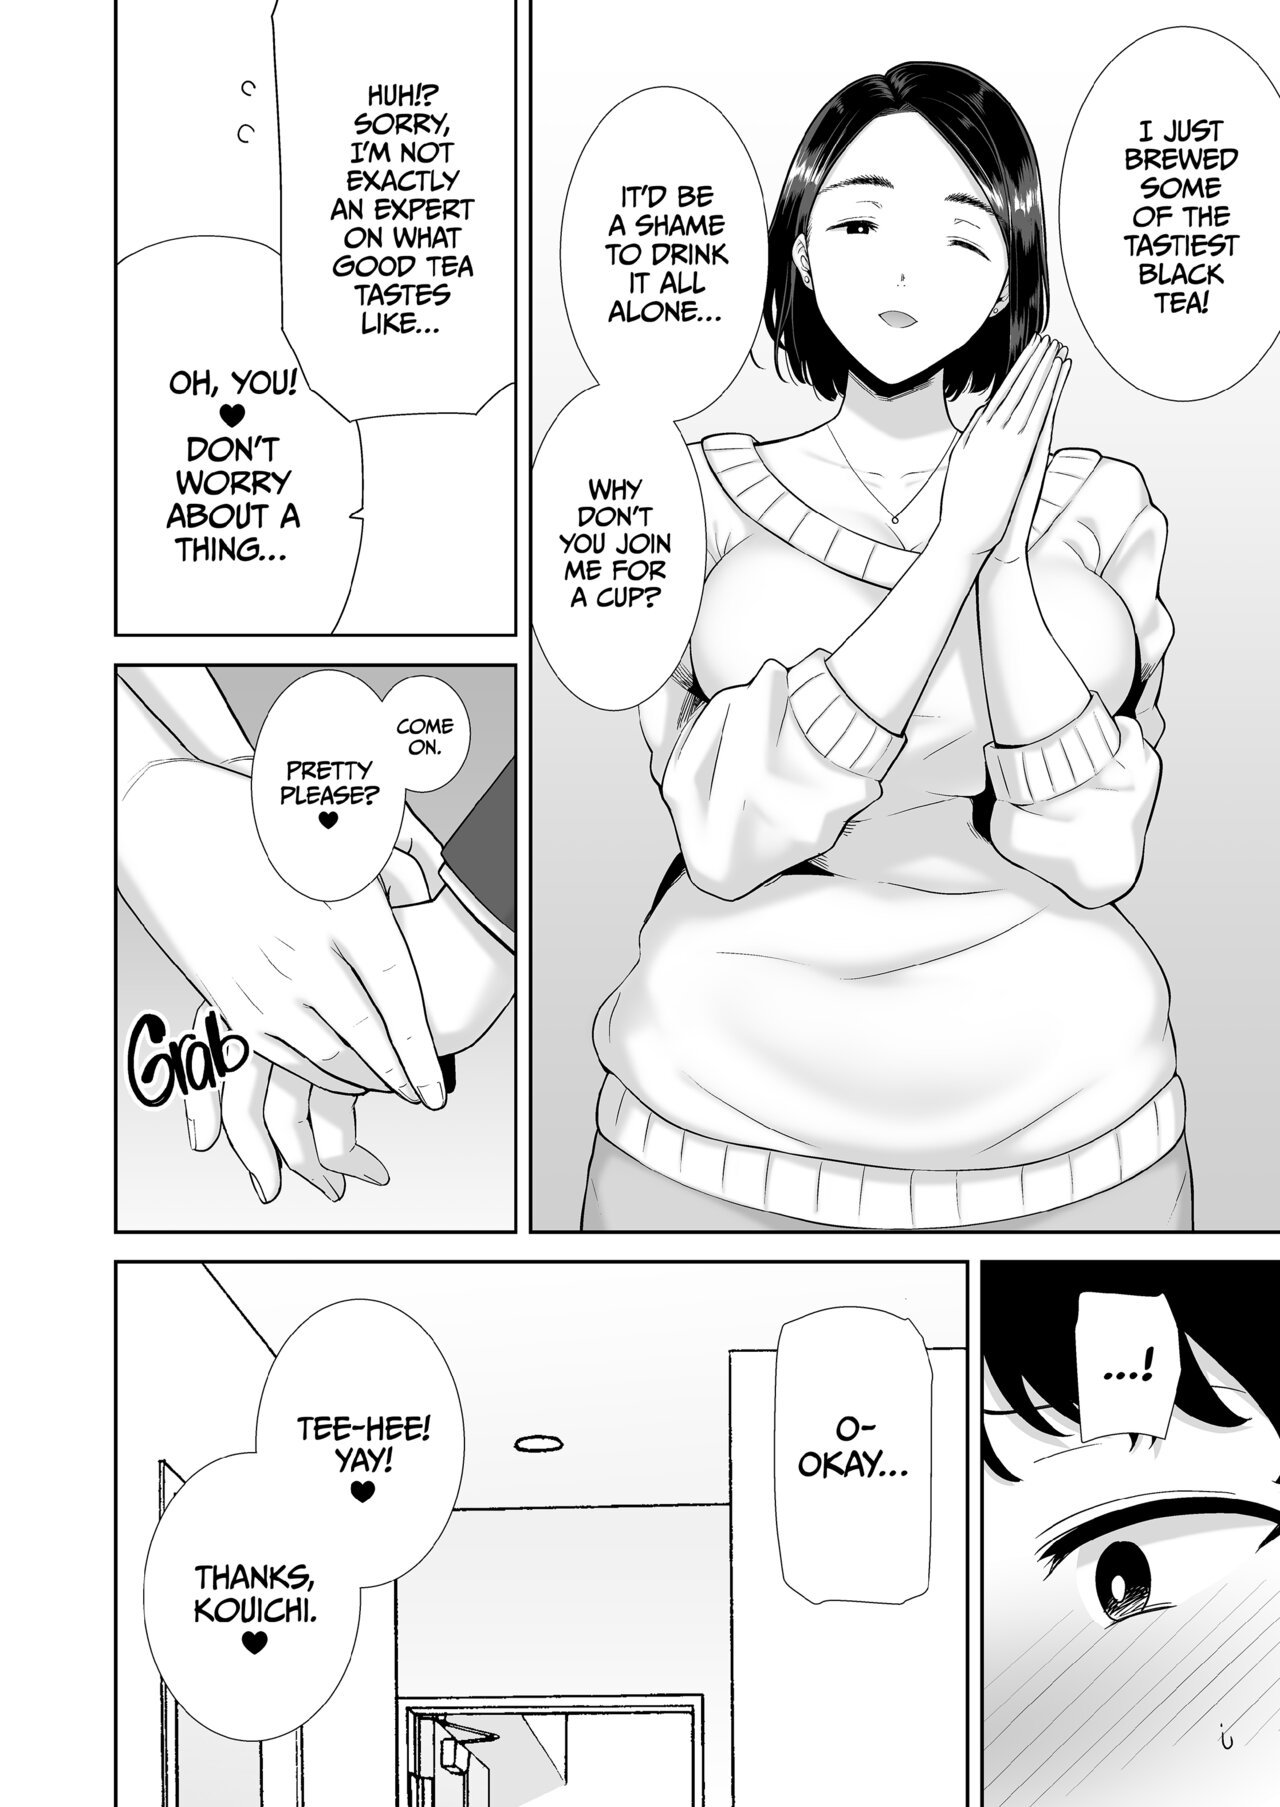 I JUST
BREWED
SOME
OF THE
TASTIEST
BLACK
TEA!
IT'D BE
A SHAME
TO DRINK
IT ALL
ALONE...
WHY
DON'T
YOU JOIN
ME FOR
A CUP?
HUH!?
SORRY,
I'M NOT
EXACTLY
AN EXPERT
ON WHAT
GOOD TEA
TASTES
LIKE...
OH, YOU!
♥
DON'T
WORRY
ABOUT A
THING...
COME
ON.
PRETTY
PLEASE?
♥
Grab
...!
O-
OKAY...
TEE-HEE!
YAY!
♥
THANKS,
KOUICHI.
♥